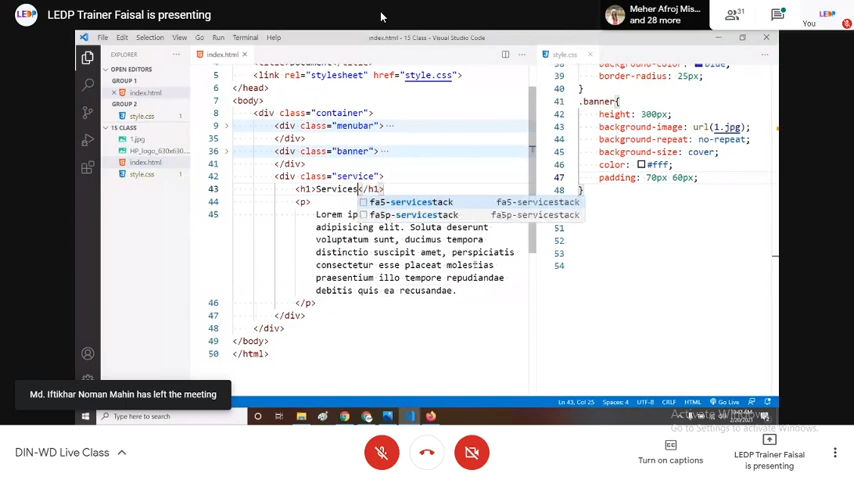 LEDP Trainer Faisal is presenting
Meher Afroj Mis...
and 28 more
31
You
File Edit Selection View Go Run Terminal Help
index.html - 15 Class - Visual Studio Code
EXPLORER
OPEN EDITORS
GROUP 1
index.html
GROUP 2
style.css
15 CLASS
1.jpg
HP_logo_630x630....
index.html
style.css
index.html
5 <link rel="stylesheet" href="style.css">
6 </head>
7 <body>
8 <div class="container">
9 <div class="menubar"> ...
35 </div>
36 <div class="banner"> ...
41 </div>
42 <div class="service">
43 <h1>Services</h1>
44 <p>
45 Lorem ip
adipisicing elit. Soluta deserunt
voluptatum sunt, ducimus tempora
distinctio suscipit amet, perspiciatis
consectetur esse placeat molestias
praesentium illo tempore repudiandae
debitis quis ea recusandae.
46 </p>
47 </div>
48 </div>
49 </body>
50 </html>
fa5-servicestack fa5-servicestack
fa5p-servicestack fa5p-servicestack
style.css
39 border-radius: 25px;
40 }
41 .banner{
42 height: 300px;
43 background-image: url(1.jpg);
44 background-repeat: no-repeat;
45 background-size: cover;
46 color: #fff;
47 padding: 70px 60px;
48 }
51
52
53
54
Ln 43, Col 25 Spaces: 4 UTF-8 CRLF HTML Go Live
Type here to search
Activate Windows
Go to Settings to activate Windows.
Md. Iftikhar Noman Mahin has left the meeting
DIN-WD Live Class
Turn on captions
LEDP Trainer Faisal
is presenting